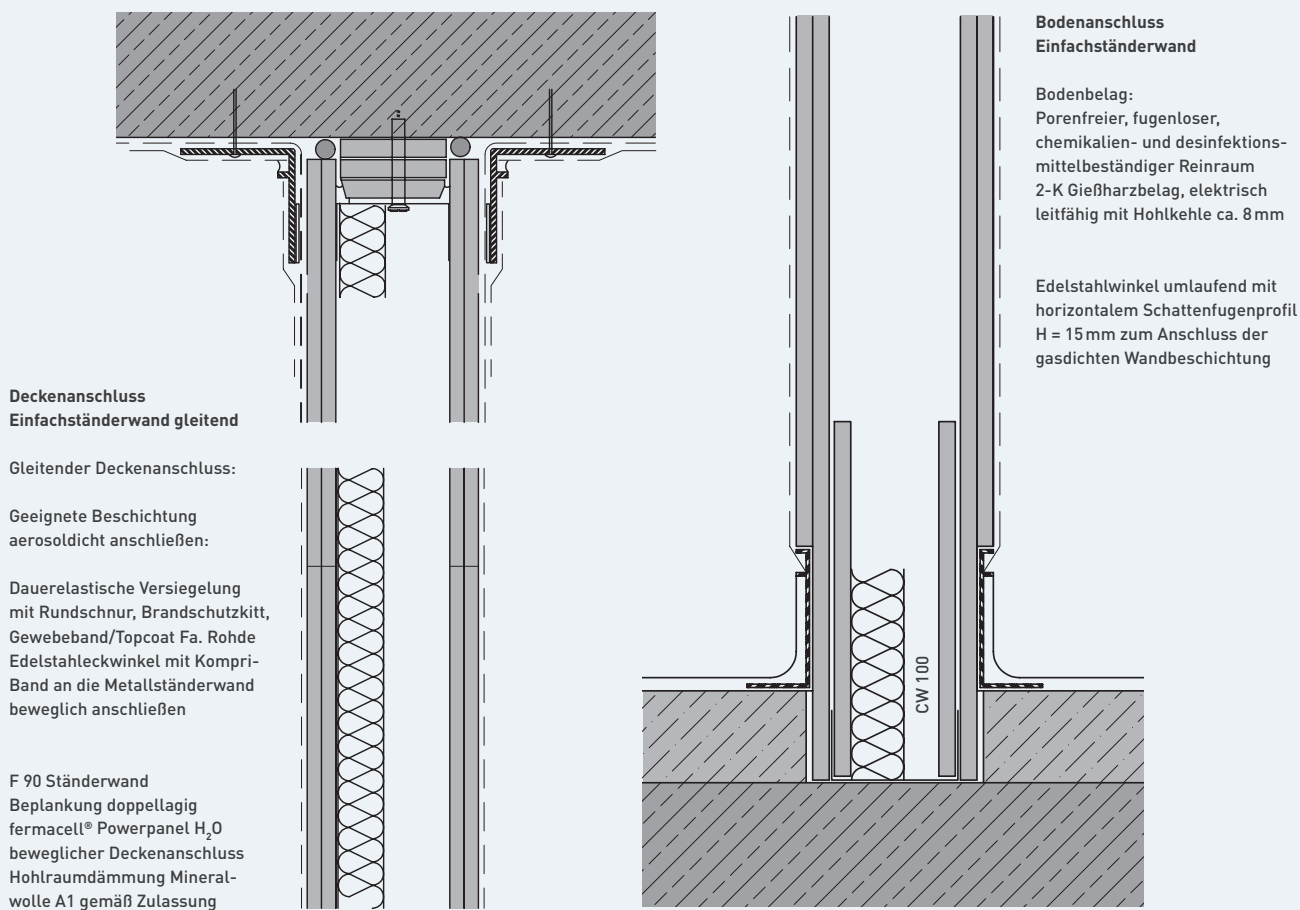 Deckenanschluss
Einfachständerwand gleitend
Gleitender Deckenanschluss:
Geeignete Beschichtung
aerosoldicht anschließen:
Dauerelastische Versiegelung
mit Rundschnur, Brandschutzkitt,
Gewebeband/Topcoat Fa. Rohde
Edelstahleckwinkel mit Kompri-
Band an die Metallständerwand
beweglich anschließen
F 90 Ständerwand
Beplankung doppellagig
fermacell® Powerpanel H₂O
beweglicher Deckenanschluss
Hohlraumdämmung Mineral-
wolle A1 gemäß Zulassung
CW 100
Bodenanschluss
Einfachständerwand
Bodenbelag:
Porenfreier, fugenloser,
chemikalien- und desinfektions-
mittelbeständiger Reinraum
2-K Gießharzbelag, elektrisch
leitfähig mit Hohlkehle ca. 8 mm
Edelstahlwinkel umlaufend mit
horizontalem Schattenfugenprofil
H = 15 mm zum Anschluss der
gasdichten Wandbeschichtung